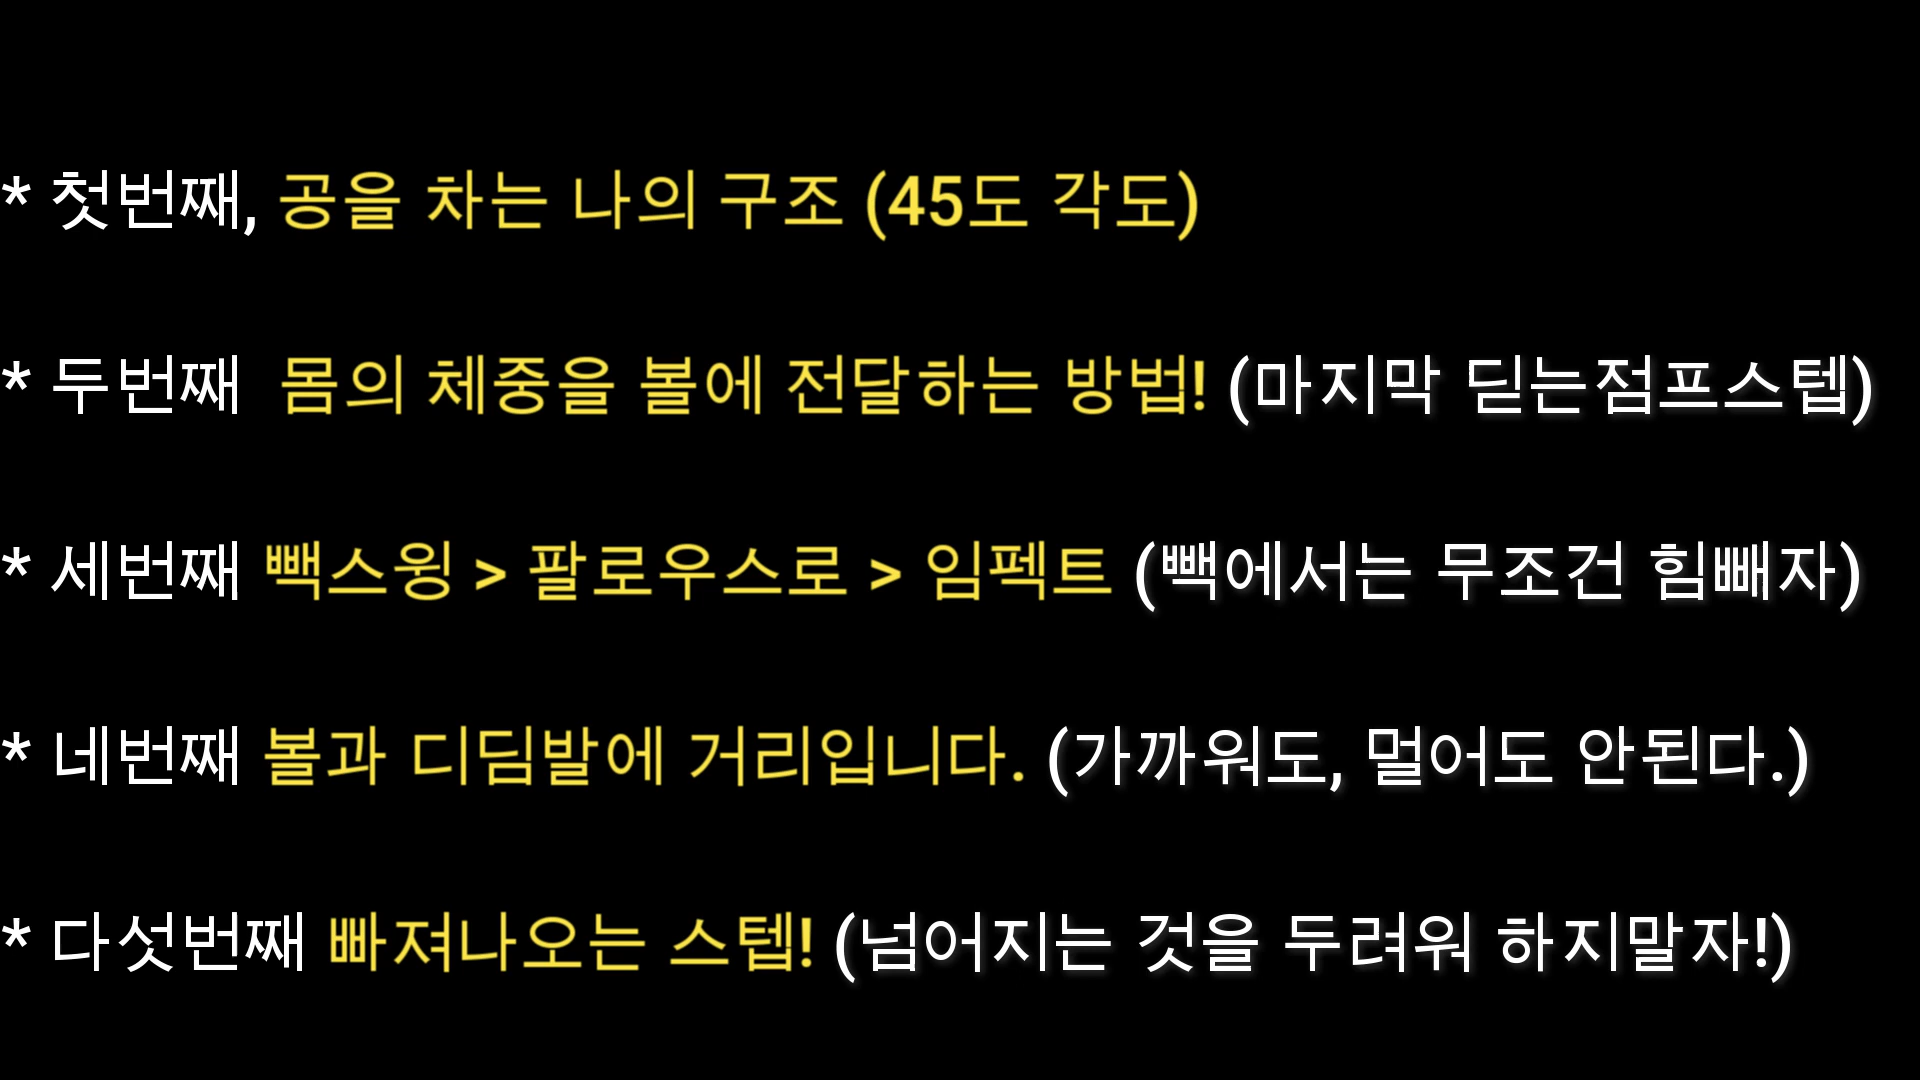 * 첫번째, 공을 차는 나의 구조 (45도 각도)
* 두번째 몸의 체중을 볼에 전달하는 방법! (마지막 딛는점프스텝)
* 세번째 빽스윙 > 팔로우스로 > 임펙트 (빽에서는 무조건 힘빼자)
* 네번째 볼과 디딤발에 거리입니다. (가까워도, 멀어도 안된다.)
* 다섯번째 빠져나오는 스텝! (넘어지는 것을 두려워 하지말자!)